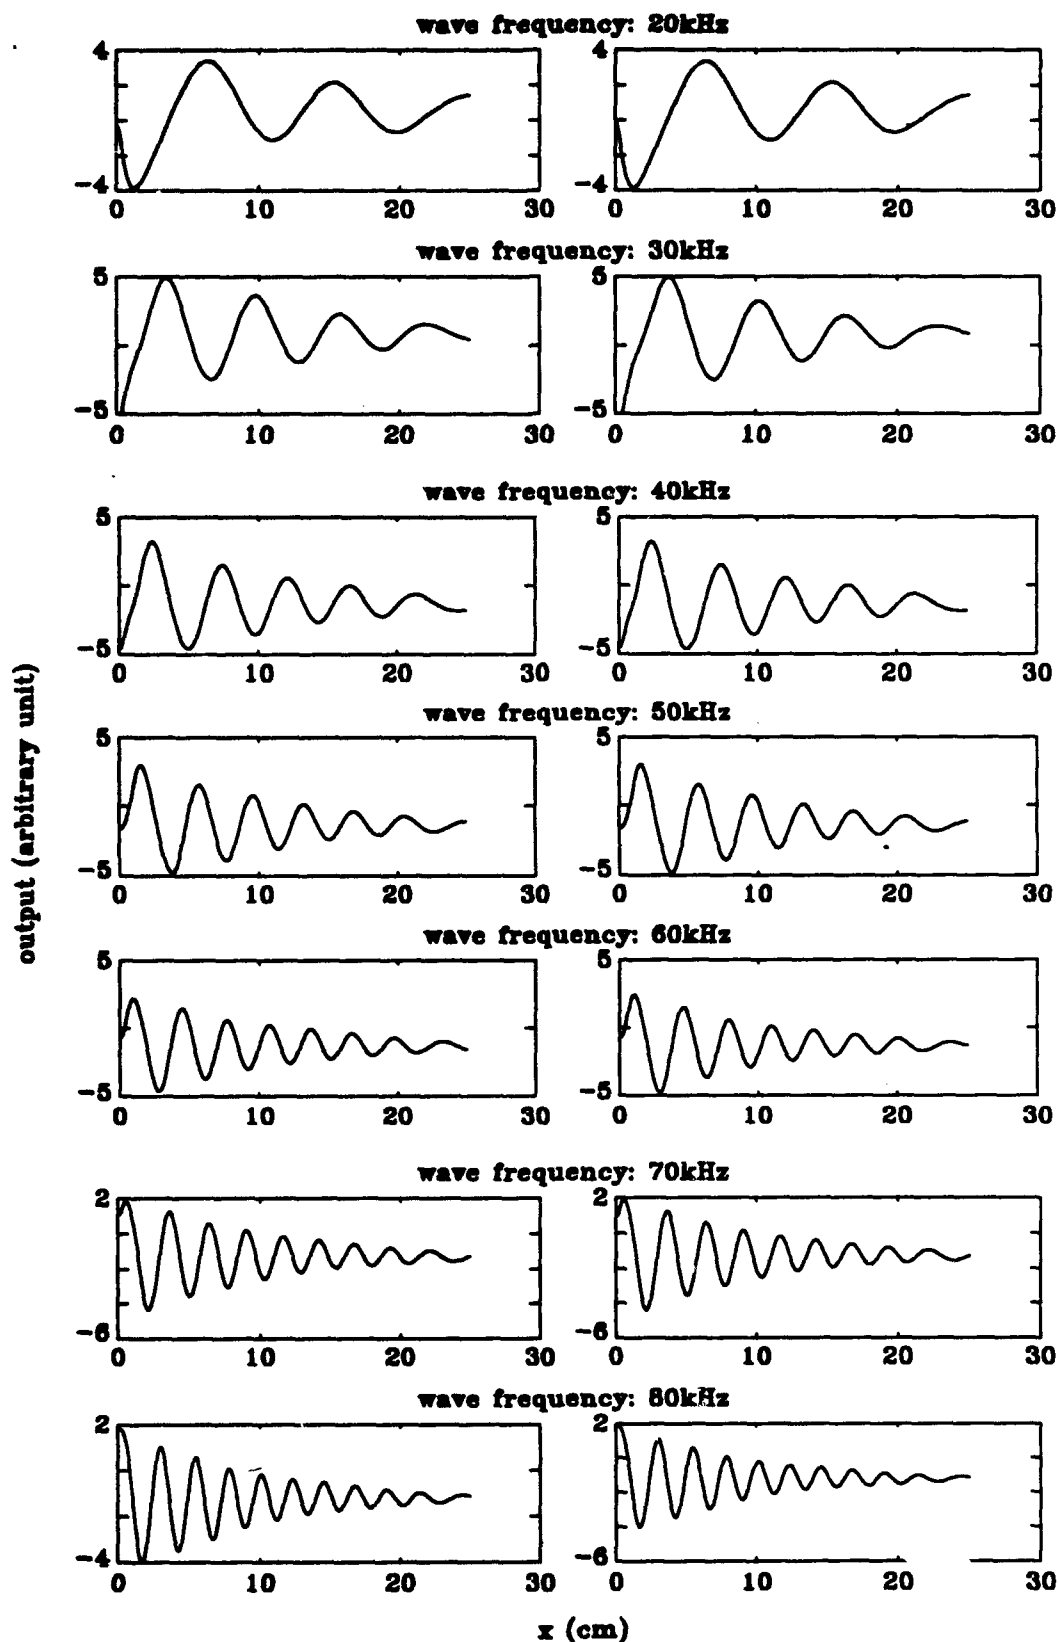 wave frequency: 20kHz
4
-4
0 10 20 30
4
-4
0 10 20 30
wave frequency: 30kHz
5
-5
0 10 20 30
5
-5
0 10 20 30
wave frequency: 40kHz
5
-5
0 10 20 30
5
-5
0 10 20 30
wave frequency: 50kHz
5
-5
0 10 20 30
5
-5
0 10 20 30
wave frequency: 60kHz
5
-5
0 10 20 30
5
-5
0 10 20 30
wave frequency: 70kHz
2
-6
0 10 20 30
2
-6
0 10 20 30
wave frequency: 80kHz
2
-4
0 10 20 30
2
-6
0 10 20 30
output (arbitrary unit)
x (cm)